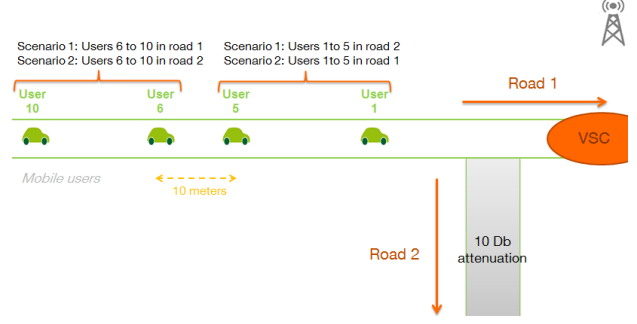 Scenario 1: Users 6 to 10 in road 1
Scenario 2: Users 6 to 10 in road 2
Scenario 1: Users 1to 5 in road 2
Scenario 2: Users 1to 5 in road 1
User
10
User
6
User
5
User
1
Road 1
VSC
Mobile users
10 meters
Road 2
10 Db
attenuation